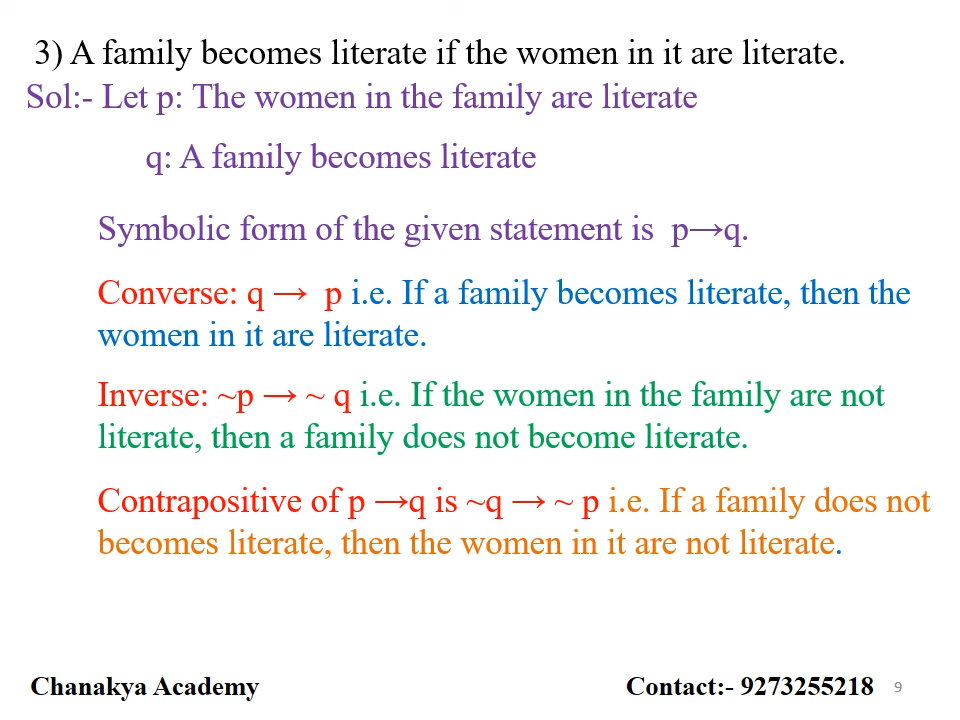 3) A family becomes literate if the women in it are literate.
Sol:- Let p: The women in the family are literate
q: A family becomes literate
Symbolic form of the given statement is p→q.
Converse: q → p i.e. If a family becomes literate, then the
women in it are literate.
Inverse: ~p → ~ q i.e. If the women in the family are not
literate, then a family does not become literate.
Contrapositive of p →q is ~q → ~ p i.e. If a family does not
becomes literate, then the women in it are not literate.
Chanakya Academy
Contact:- 9273255218
9